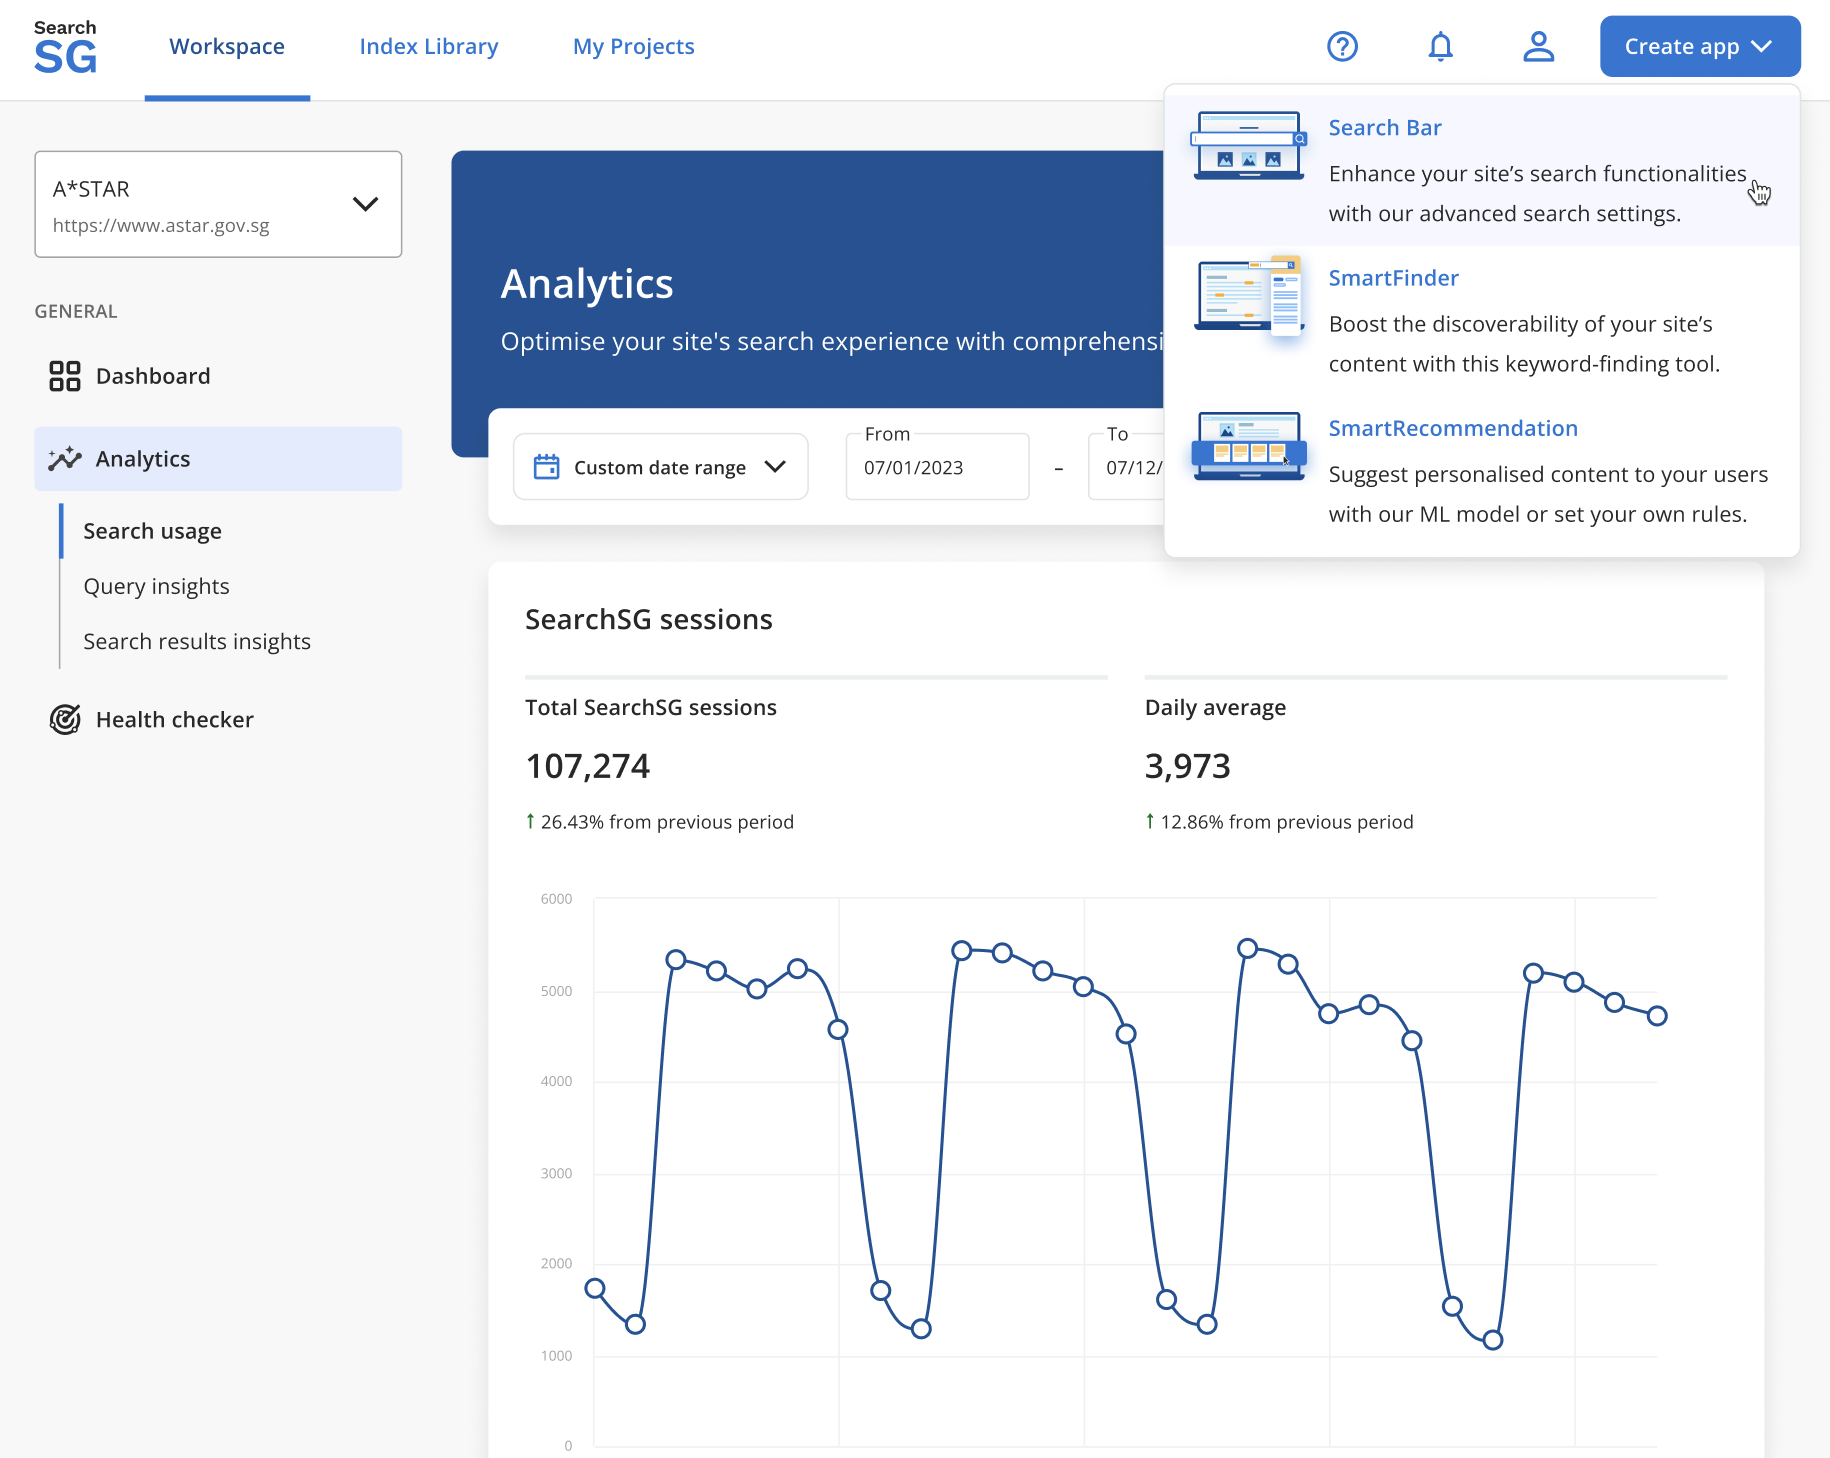 Search
SG
Workspace
Index Library
My Projects
Create app
Search Bar
Enhance your site’s search functionalities
with our advanced search settings.
SmartFinder
Boost the discoverability of your site’s
content with this keyword-finding tool.
SmartRecommendation
Suggest personalised content to your users
with our ML model or set your own rules.
A*STAR
https://www.astar.gov.sg
GENERAL
Dashboard
Analytics
Search usage
Query insights
Search results insights
Health checker
Analytics
Optimise your site's search experience with comprehensi
Custom date range
From
07/01/2023
–
To
07/12/
SearchSG sessions
Total SearchSG sessions
107,274
↑ 26.43% from previous period
Daily average
3,973
↑ 12.86% from previous period
6000
5000
4000
3000
2000
1000
0